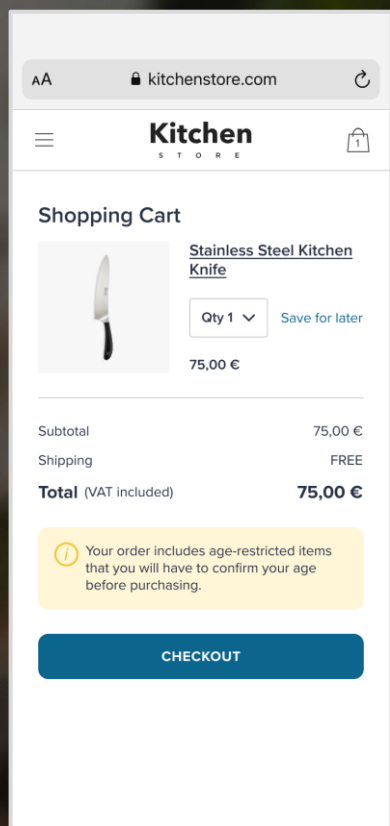 AA kitchenstore.com
Kitchen 1
STORE
Shopping Cart
Stainless Steel Kitchen
Knife
Qty 1 Save for later
75,00 €
Subtotal 75,00 €
Shipping FREE
Total (VAT included) 75,00 €
i Your order includes age-restricted items
that you will have to confirm your age
before purchasing.
CHECKOUT